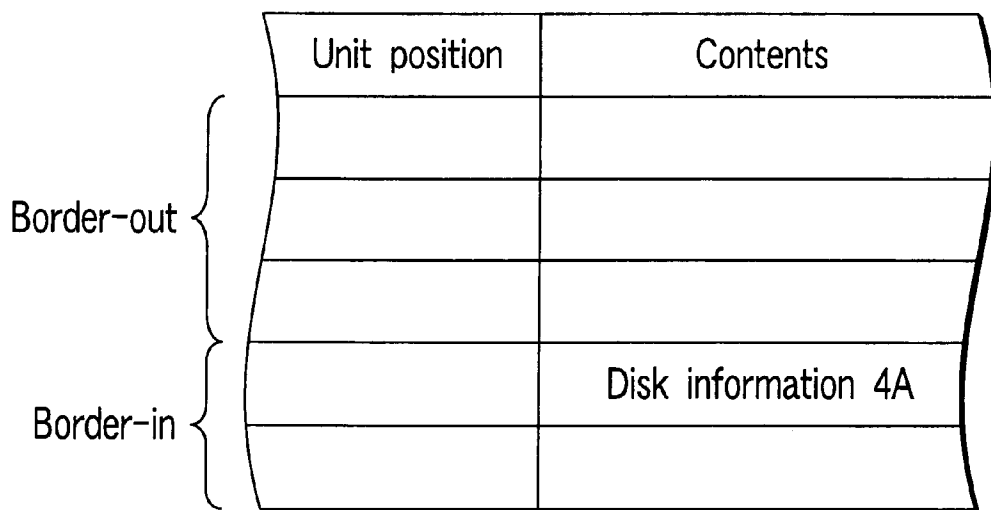 Unit position Contents
Border-out
Disk information 4A
Border-in